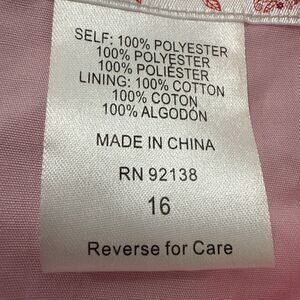 SELF: 100% POLYESTER
100% POLYESTER
100% POLIÉSTER
LINING: 100% COTTON
100% COTON
100% ALGODÓN
MADE IN CHINA
RN 92138
16
Reverse for Care